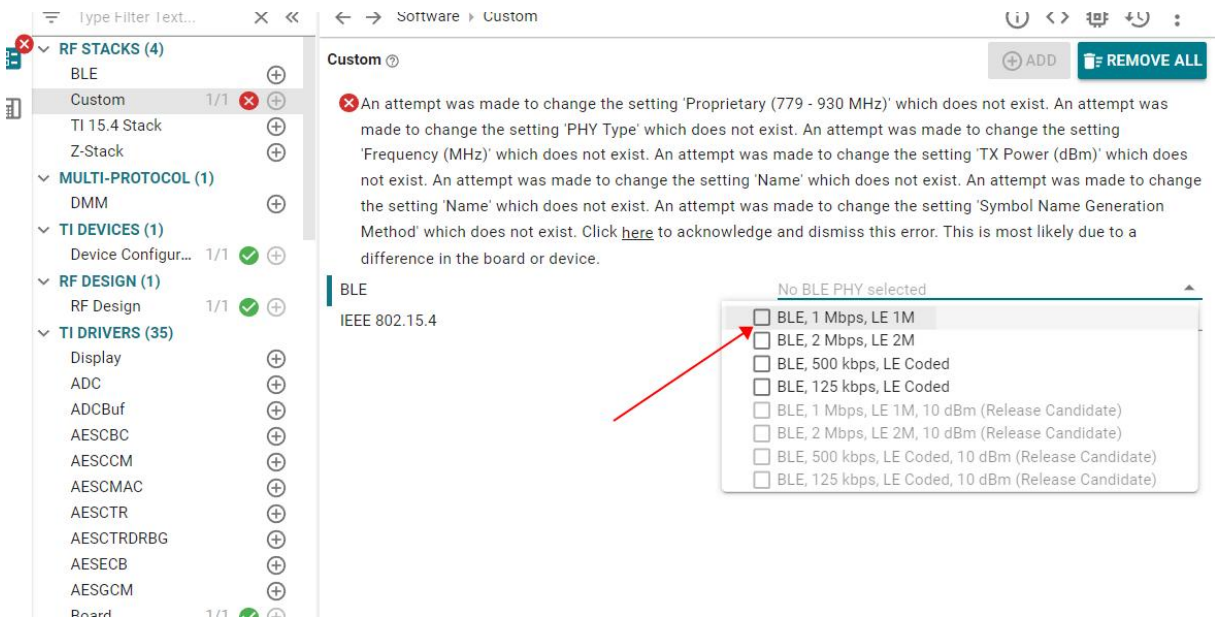 Type Filter Text...
RF STACKS (4)
BLE
Custom 1/1
TI 15.4 Stack
Z-Stack
MULTI-PROTOCOL (1)
DMM
TI DEVICES (1)
Device Configur... 1/1
RF DESIGN (1)
RF Design 1/1
TI DRIVERS (35)
Display
ADC
ADCBuf
AESCBC
AESCCM
AESCMAC
AESCTR
AESCTRDRBG
AESECB
AESGCM
Board 1/1
Software Custom
Custom
ADD
REMOVE ALL
An attempt was made to change the setting 'Proprietary (779 - 930 MHz)' which does not exist. An attempt was
made to change the setting 'PHY Type' which does not exist. An attempt was made to change the setting
'Frequency (MHz)' which does not exist. An attempt was made to change the setting 'TX Power (dBm)' which does
not exist. An attempt was made to change the setting 'Name' which does not exist. An attempt was made to change
the setting 'Name' which does not exist. An attempt was made to change the setting 'Symbol Name Generation
Method' which does not exist. Click here to acknowledge and dismiss this error. This is most likely due to a
difference in the board or device.
BLE
No BLE PHY selected
IEEE 802.15.4
BLE, 1 Mbps, LE 1M
BLE, 2 Mbps, LE 2M
BLE, 500 kbps, LE Coded
BLE, 125 kbps, LE Coded
BLE, 1 Mbps, LE 1M, 10 dBm (Release Candidate)
BLE, 2 Mbps, LE 2M, 10 dBm (Release Candidate)
BLE, 500 kbps, LE Coded, 10 dBm (Release Candidate)
BLE, 125 kbps, LE Coded, 10 dBm (Release Candidate)